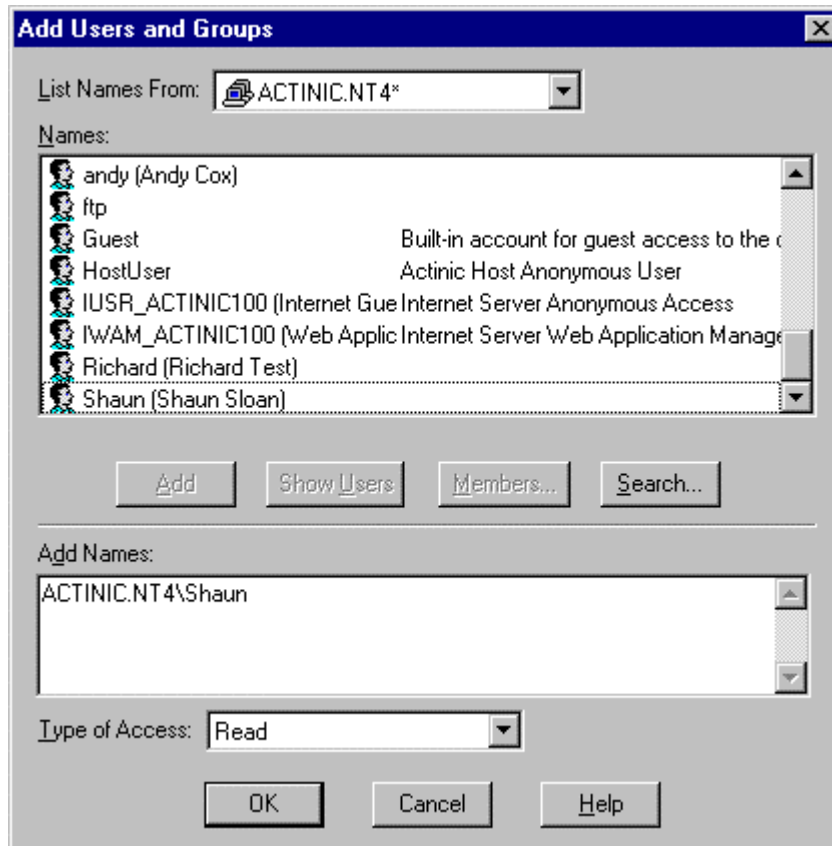 Add Users and Groups
List Names From: ACTINIC.NT4*
Names:
andy (Andy Cox)
ftp
Guest Built-in account for guest access to the c
HostUser Actinic Host Anonymous User
IUSR_ACTINIC100 (Internet Gue Internet Server Anonymous Access
IWAM_ACTINIC100 (Web Applic Internet Server Web Application Manage
Richard (Richard Test)
Shaun (Shaun Sloan)
Add Show Users Members... Search...
Add Names:
ACTINIC.NT4\Shaun
Type of Access: Read
OK Cancel Help